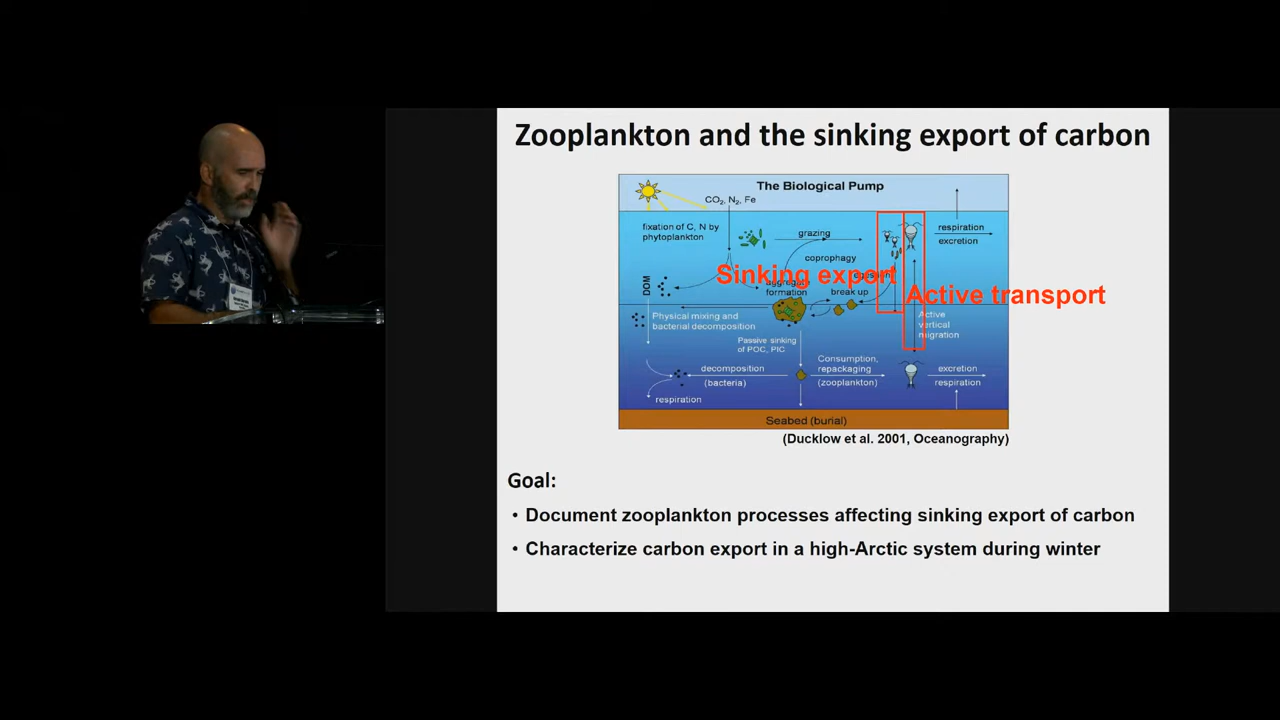 Zooplankton and the sinking export of carbon
The Biological Pump
CO₂, N₂, Fe
fixation of C, N by
phytoplankton
grazing
respiration
excretion
coprophagy
Sinking export
DOM
aggregate
formation
break up
Active transport
Physical mixing and
bacterial decomposition
Active
vertical
migration
Passive sinking
of POC, PIC
Consumption,
repackaging
(zooplankton)
decomposition
(bacteria)
excretion
respiration
respiration
Seabed (burial)
(Ducklow et al. 2001, Oceanography)
Goal:
• Document zooplankton processes affecting sinking export of carbon
• Characterize carbon export in a high-Arctic system during winter